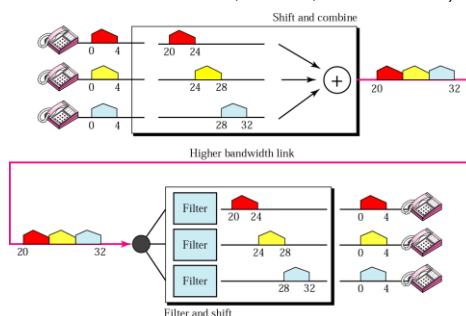 Shift and combine
0 4 20 24
0 4 24 28 + 20 32
0 4 28 32
Higher bandwidth link
Filter 20 24 0 4
20 32 Filter 24 28 0 4
Filter 28 32 0 4
Filter and shift